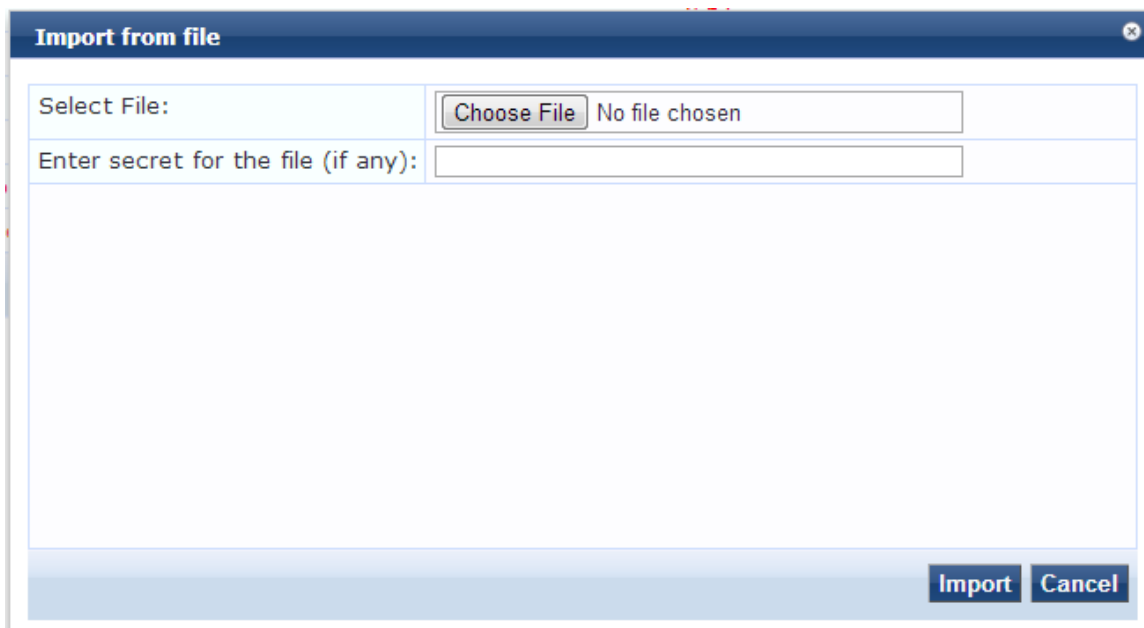 Import from file
Select File:
Choose File No file chosen
Enter secret for the file (if any):
Import Cancel